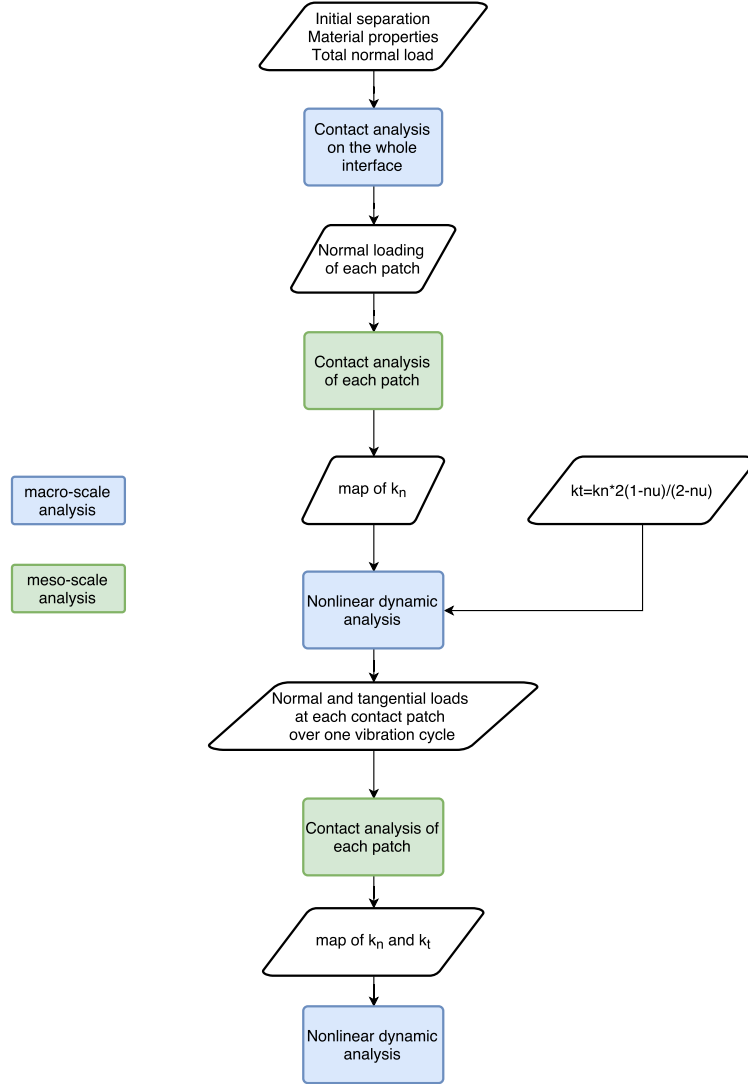 Initial separation
Material properties
Total normal load
Contact analysis
on the whole
interface
Normal loading
of each patch
Contact analysis
of each patch
macro-scale
analysis
map of kn
kt=kn*2(1-nu)/(2-nu)
meso-scale
analysis
Nonlinear dynamic
analysis
Normal and tangential loads
at each contact patch
over one vibration cycle
Contact analysis of
each patch
map of kn and kt
Nonlinear dynamic
analysis